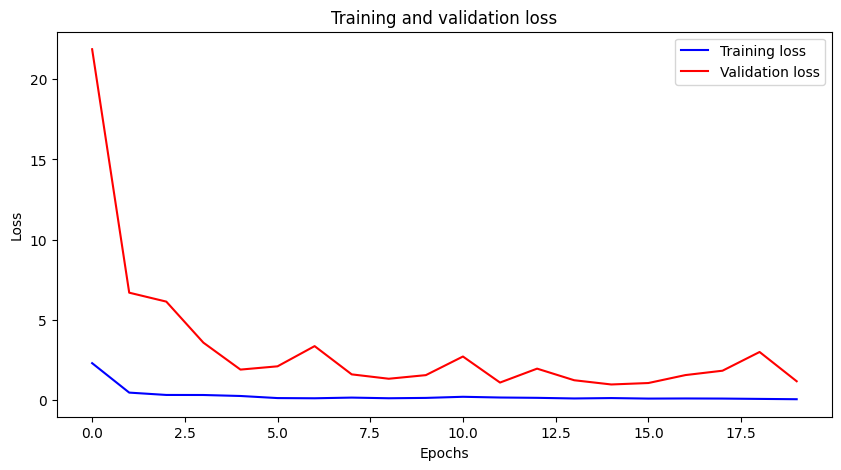 Training and validation loss
Training loss
Validation loss
20
15
10
5
0
Loss
0.0 2.5 5.0 7.5 10.0 12.5 15.0 17.5
Epochs